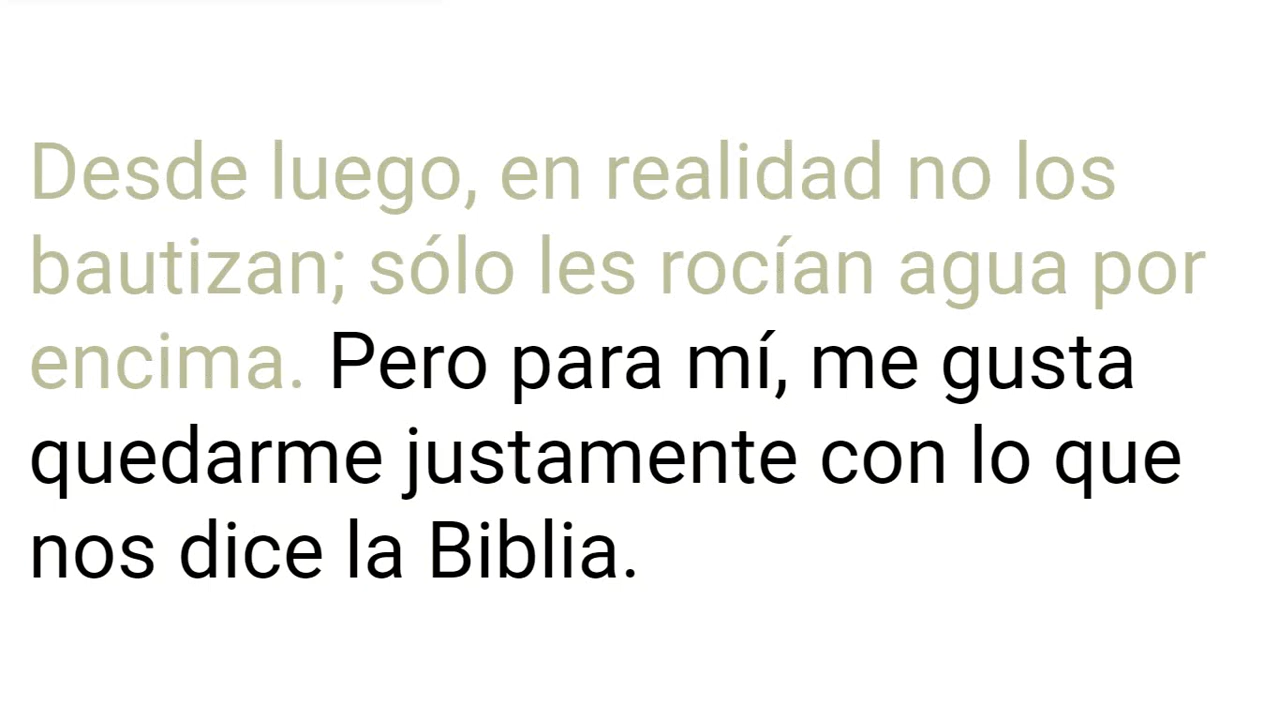 Desde luego, en realidad no los
bautizan; sólo les rocían agua por
encima. Pero para mí, me gusta
quedarme justamente con lo que
nos dice la Biblia.